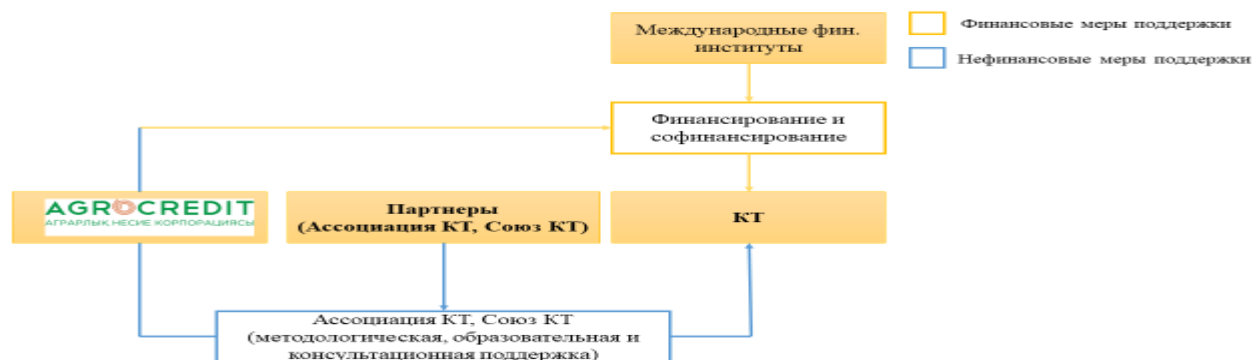 Международные фин.
институты
Финансовые меры поддержки
Нефинансовые меры поддержки
Финансирование и
софинансирование
AGROCREDIT
АГРАРЛЫҚ НЕСИЕ КОРПОРАЦИЯСЫ
Партнеры
(Ассоциация КТ, Союз КТ)
КТ
Ассоциация КТ, Союз КТ
(методологическая, образовательная и
консультационная поддержка)